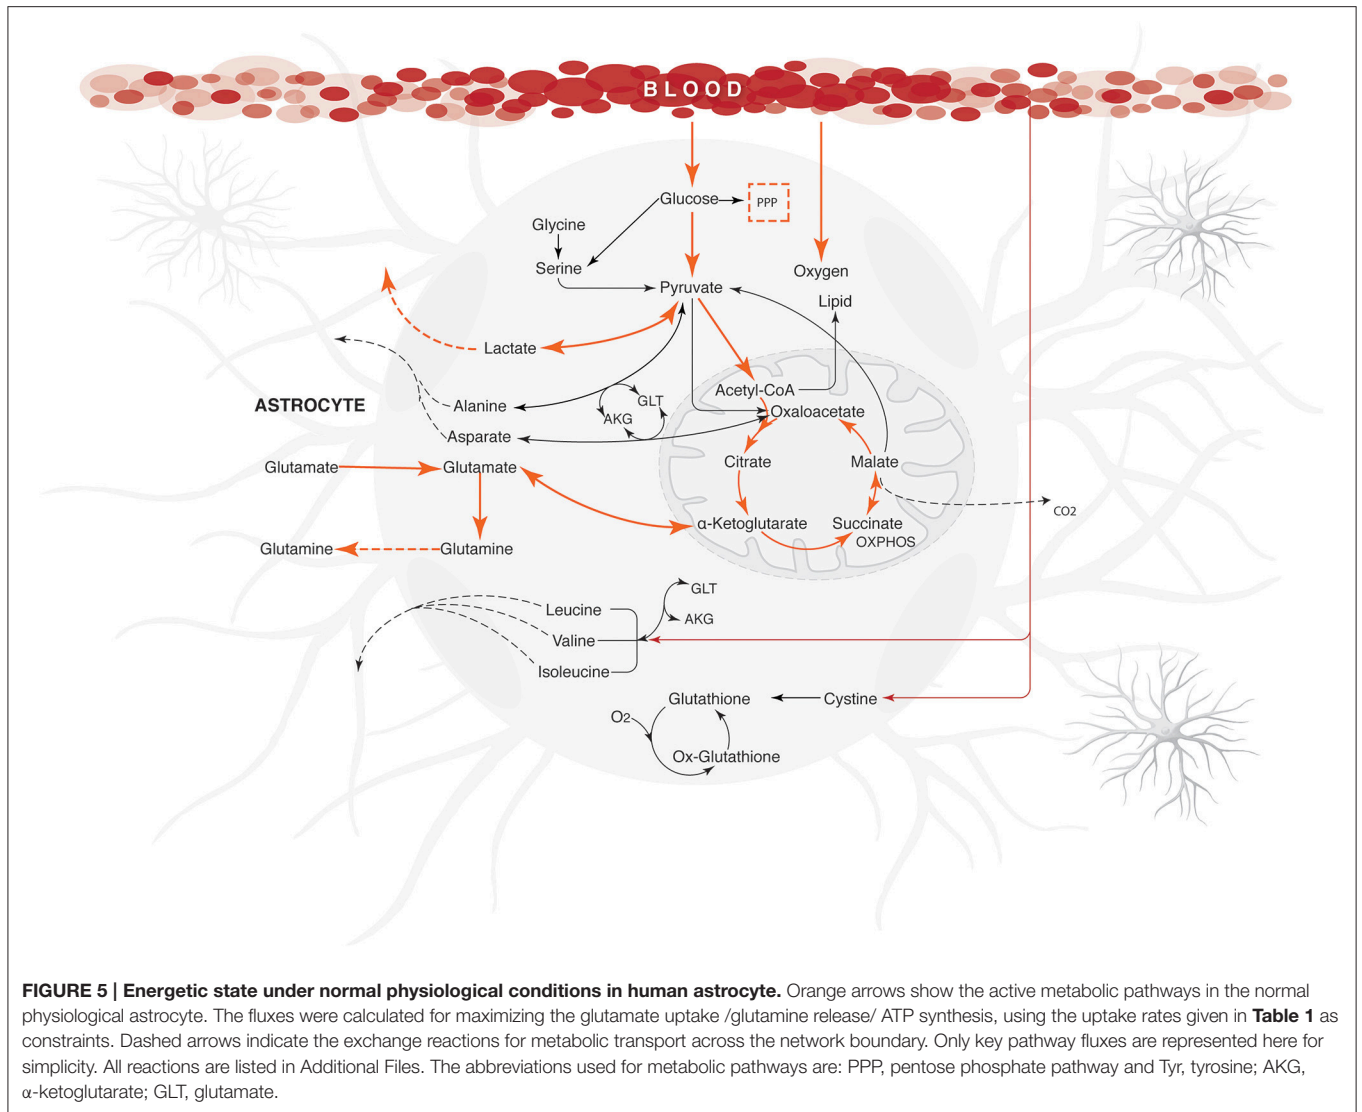 BLOOD
Glucose
PPP
Glycine
Serine
Oxygen
Pyruvate
Lipid
Lactate
Acetyl-CoA
GLT
ASTROCYTE
Alanine
AKG
Oxaloacetate
Asparate
Glutamate
Glutamate
Citrate
Malate
CO2
α-Ketoglutarate
Succinate
OXPHOS
Glutamine
Glutamine
GLT
Leucine
AKG
Valine
Isoleucine
Glutathione
Cystine
O2
Ox-Glutathione
FIGURE 5 | Energetic state under normal physiological conditions in human astrocyte. Orange arrows show the active metabolic pathways in the normal
physiological astrocyte. The fluxes were calculated for maximizing the glutamate uptake /glutamine release/ ATP synthesis, using the uptake rates given in Table 1 as
constraints. Dashed arrows indicate the exchange reactions for metabolic transport across the network boundary. Only key pathway fluxes are represented here for
simplicity. All reactions are listed in Additional Files. The abbreviations used for metabolic pathways are: PPP, pentose phosphate pathway and Tyr, tyrosine; AKG,
α-ketoglutarate; GLT, glutamate.